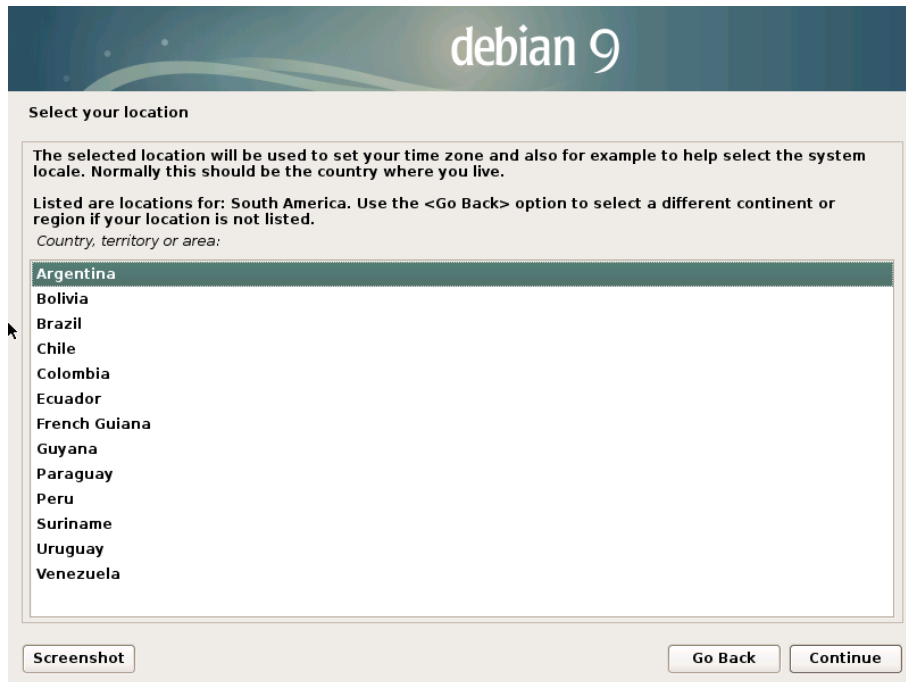 debian 9
Select your location
The selected location will be used to set your time zone and also for example to help select the system
locale. Normally this should be the country where you live.
Listed are locations for: South America. Use the <Go Back> option to select a different continent or
region if your location is not listed.
Country, territory or area:
Argentina
Bolivia
Brazil
Chile
Colombia
Ecuador
French Guiana
Guyana
Paraguay
Peru
Suriname
Uruguay
Venezuela
Screenshot
Go Back
Continue